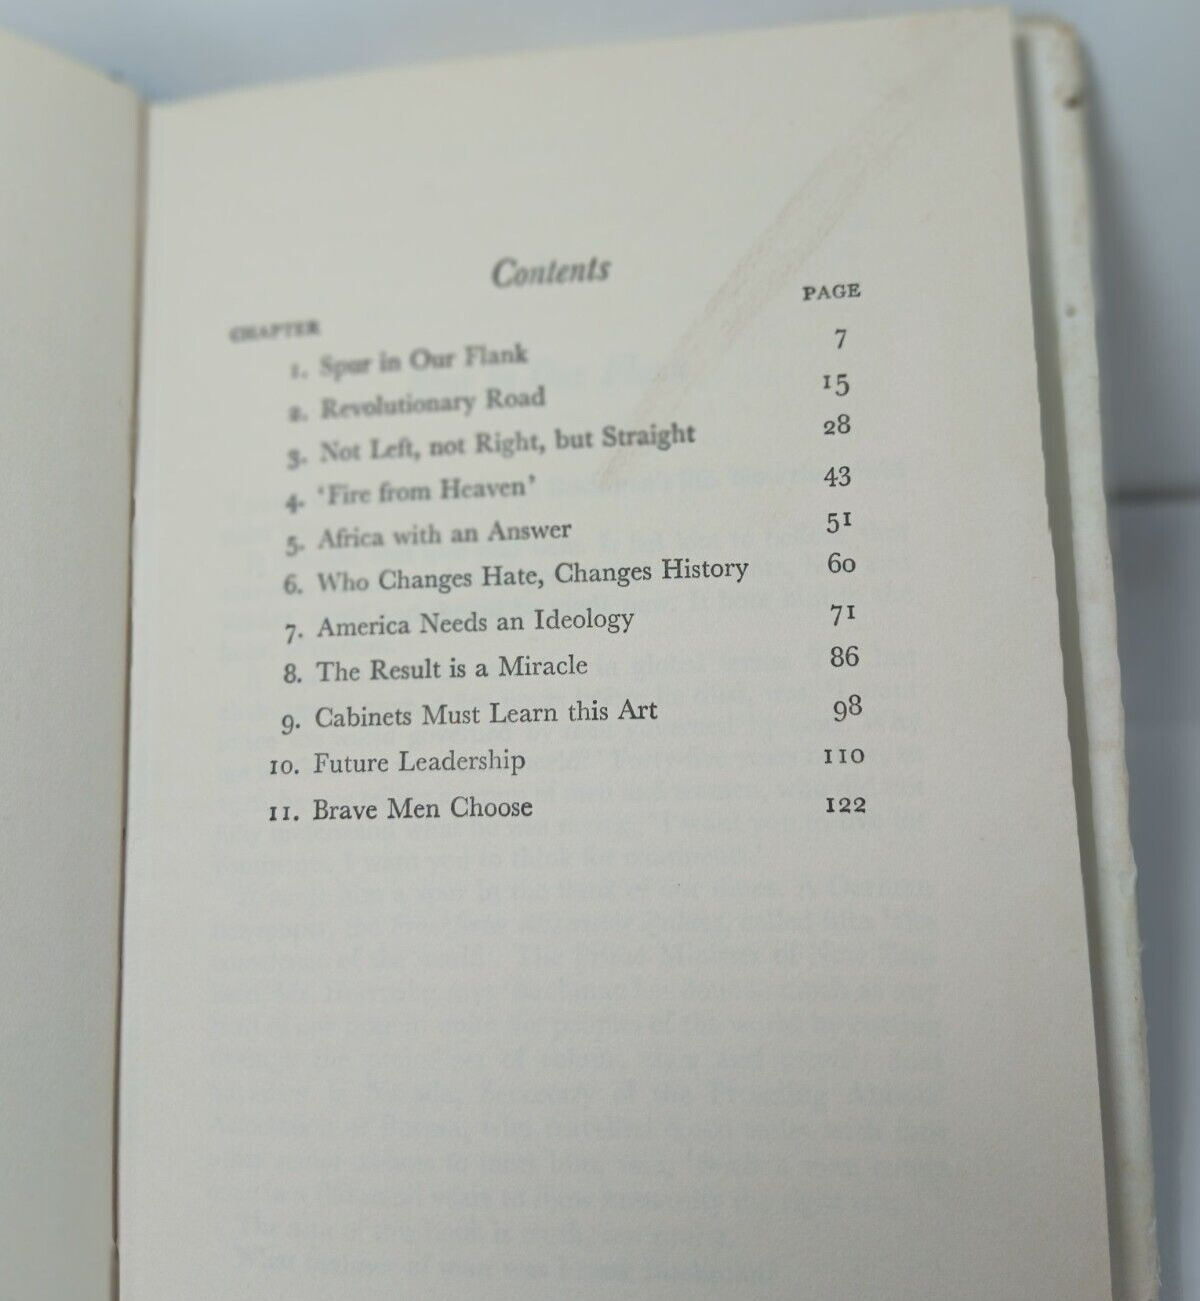 Contents
CHAPTER PAGE
1. Spur in Our Flank 7
2. Revolutionary Road 15
3. Not Left, not Right, but Straight 28
4. 'Fire from Heaven' 43
5. Africa with an Answer 51
6. Who Changes Hate, Changes History 60
7. America Needs an Ideology 71
8. The Result is a Miracle 86
9. Cabinets Must Learn this Art 98
10. Future Leadership 110
11. Brave Men Choose 122